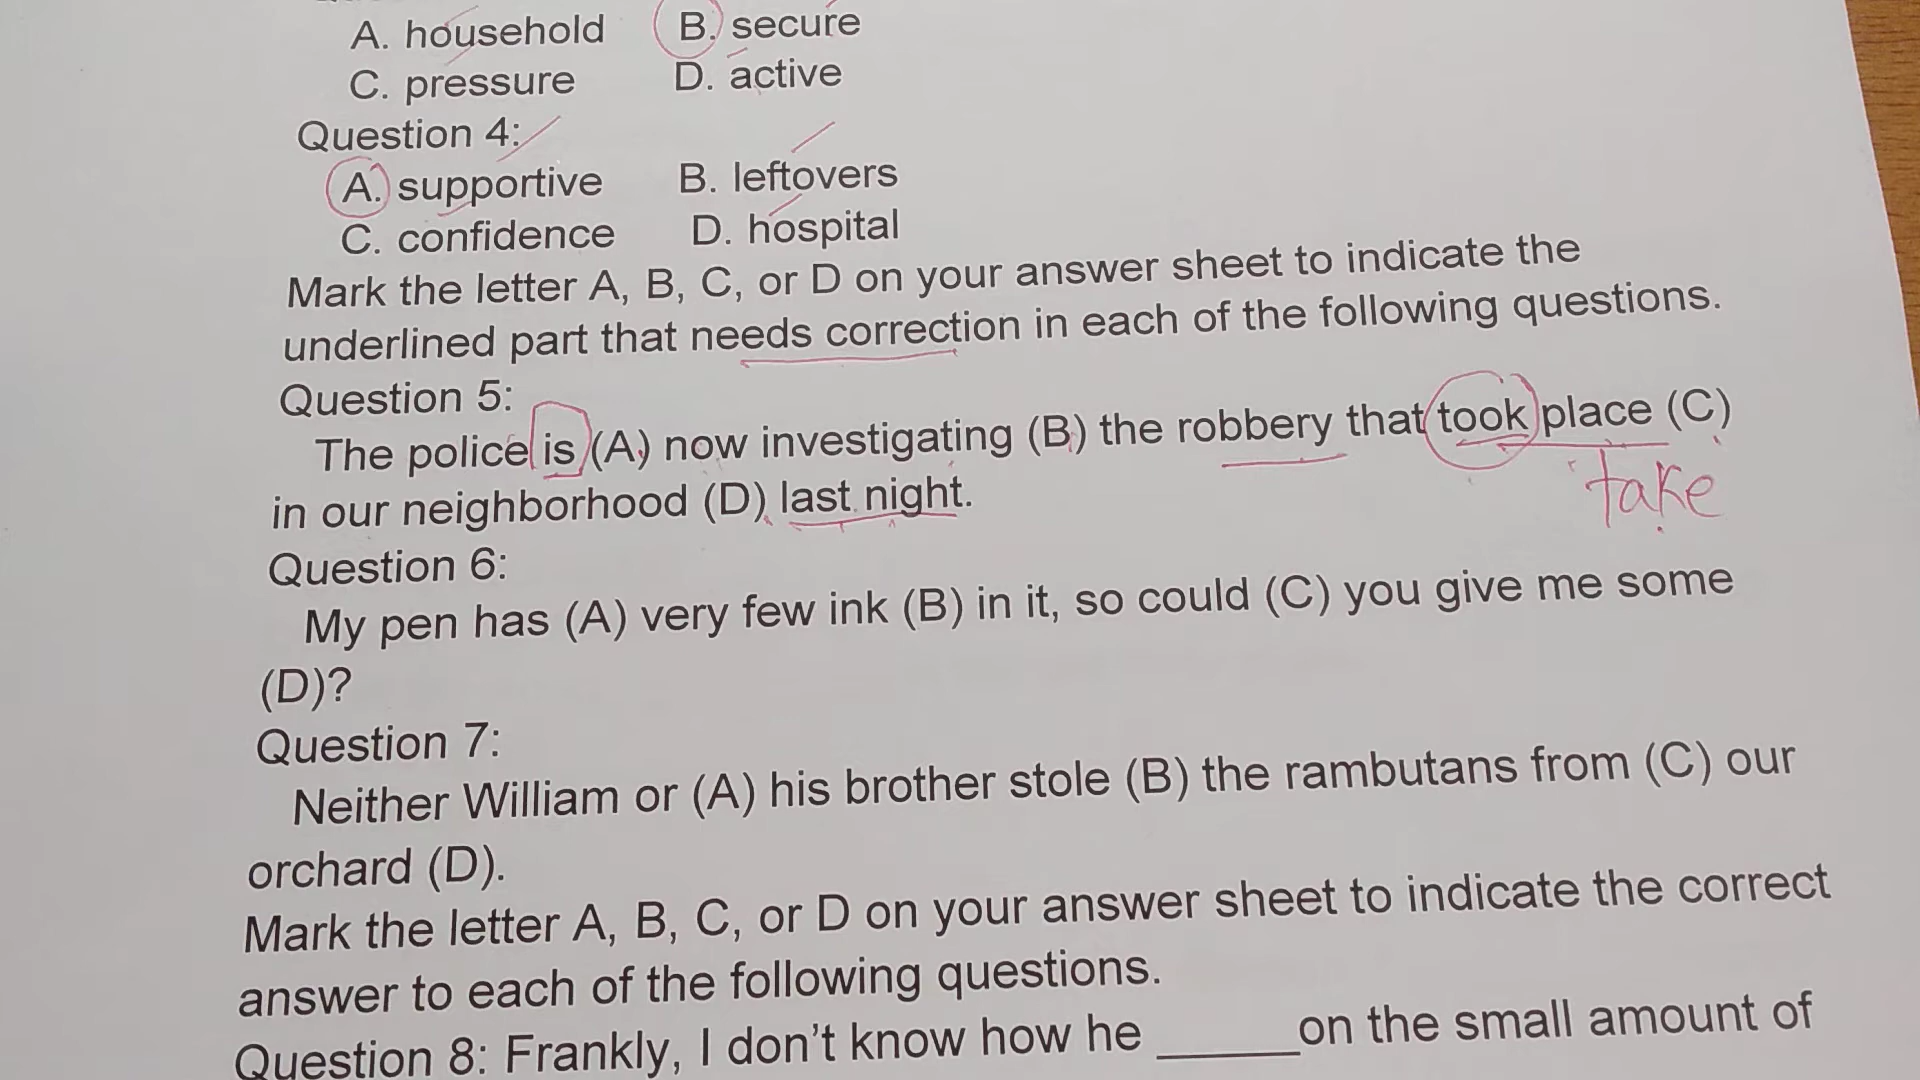 A. household B. secure
C. pressure D. active
Question 4:
A. supportive B. leftovers
C. confidence D. hospital
Mark the letter A, B, C, or D on your answer sheet to indicate the
underlined part that needs correction in each of the following questions.
Question 5:
The police is (A) now investigating (B) the robbery that took place (C)
take
in our neighborhood (D) last night.
Question 6:
My pen has (A) very few ink (B) in it, so could (C) you give me some
(D)?
Question 7:
Neither William or (A) his brother stole (B) the rambutans from (C) our
orchard (D).
Mark the letter A, B, C, or D on your answer sheet to indicate the correct
answer to each of the following questions.
Question 8: Frankly, I don't know how he ______on the small amount of